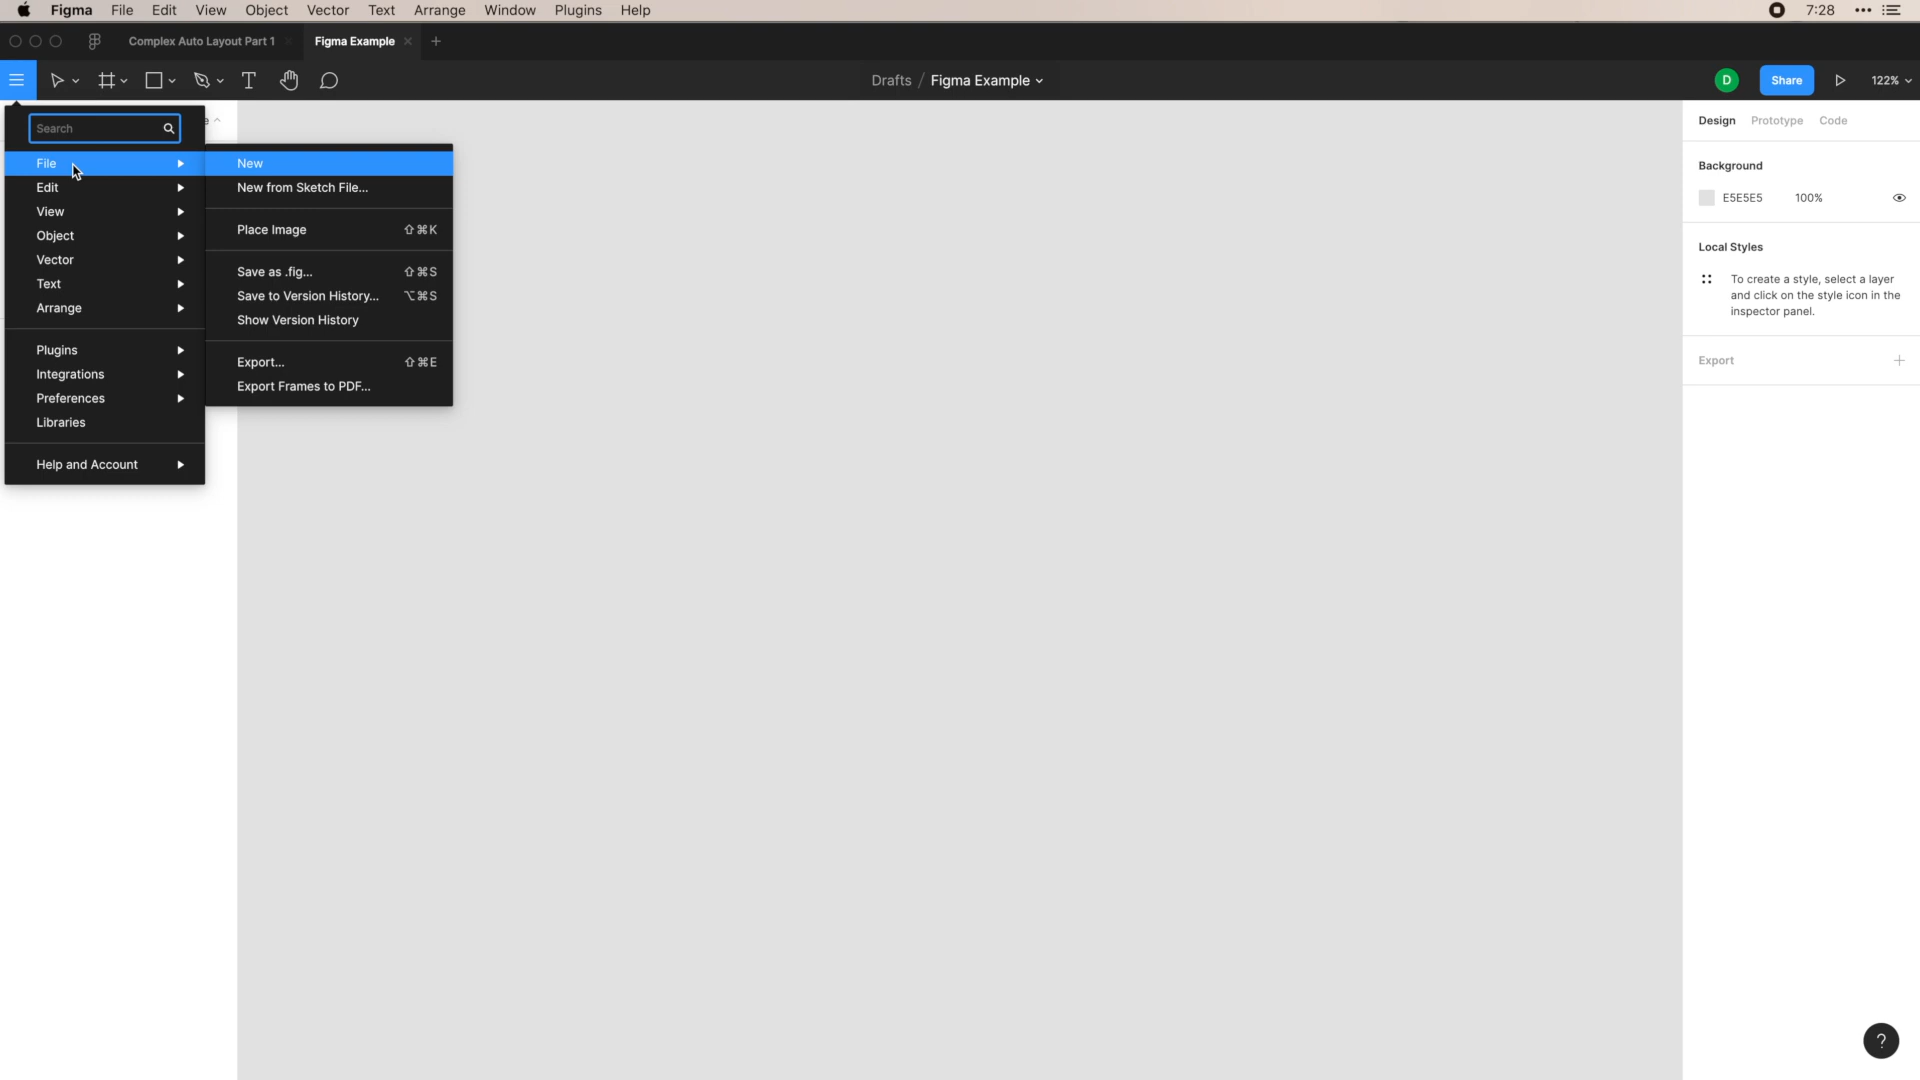 Figma File Edit View Object Vector Text Arrange Window Plugins Help 7:28
Complex Auto Layout Part 1 Figma Example
Drafts / Figma Example D Share 122%
Search e
File
Edit
View
Object
Vector
Text
Arrange
Plugins
Integrations
Preferences
Libraries
Help and Account
New
New from Sketch File...
Place Image ⇧⌘K
Save as .fig... ⇧⌘S
Save to Version History... ⌥⌘S
Show Version History
Export... ⇧⌘E
Export Frames to PDF...
Design Prototype Code
Background
E5E5E5 100%
Local Styles
To create a style, select a layer
and click on the style icon in the
inspector panel.
Export
?